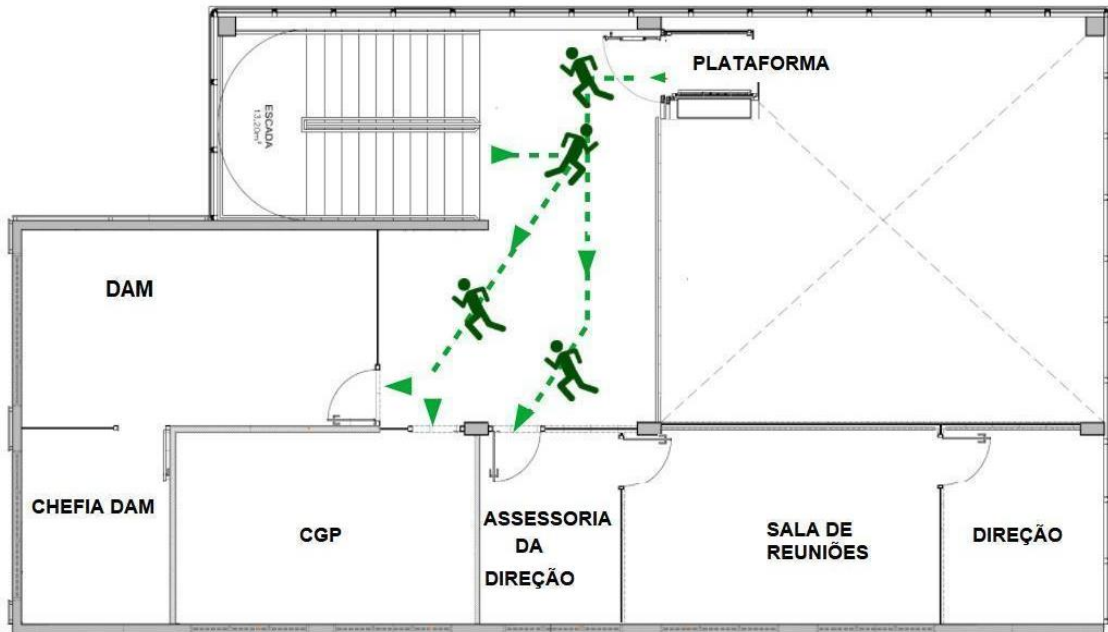 PLATAFORMA
ESCADA
13,20m²
DAM
CHEFIA DAM
CGP
ASSESSORIA
DA
DIREÇÃO
SALA DE
REUNIÕES
DIREÇÃO